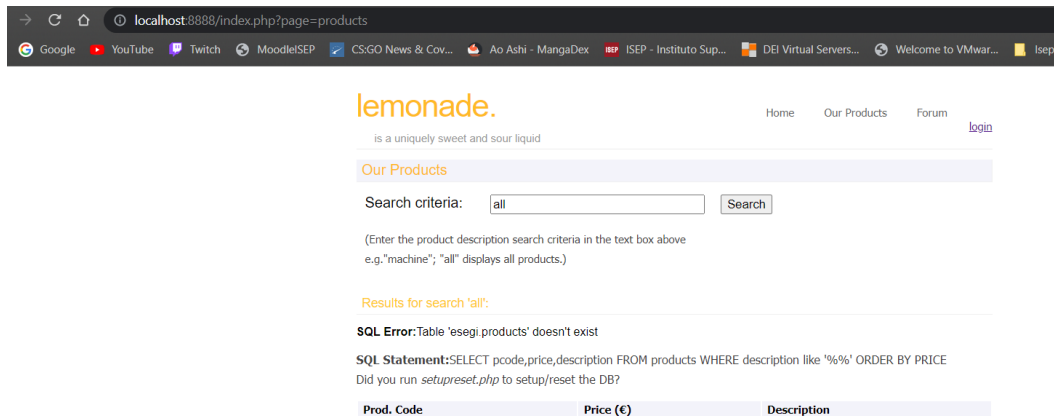 localhost:8888/index.php?page=products
Google YouTube Twitch MoodleISEP CS:GO News & Cov... Ao Ashi - MangaDex ISEP - Instituto Sup... DEI Virtual Servers... Welcome to VMwar... Isep
lemonade.
Home Our Products Forum
login
is a uniquely sweet and sour liquid
Our Products
Search criteria: all Search
(Enter the product description search criteria in the text box above
e.g."machine"; "all" displays all products.)
Results for search 'all':
SQL Error:Table 'esegi.products' doesn't exist
SQL Statement:SELECT pcode,price,description FROM products WHERE description like '%%' ORDER BY PRICE
Did you run setupreset.php to setup/reset the DB?
Prod. Code Price (€) Description